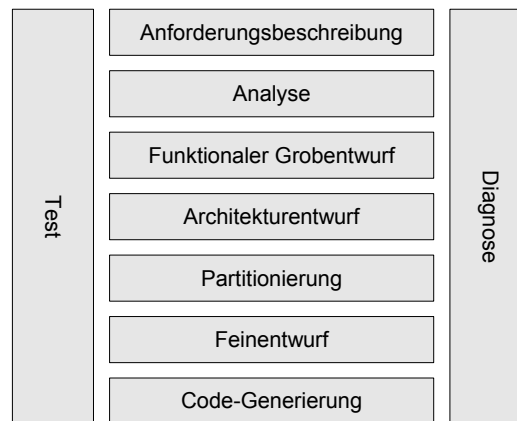 Anforderungsbeschreibung
Analyse
Funktionaler Grobentwurf
Architekturentwurf
Partitionierung
Feinentwurf
Code-Generierung
Test
Diagnose